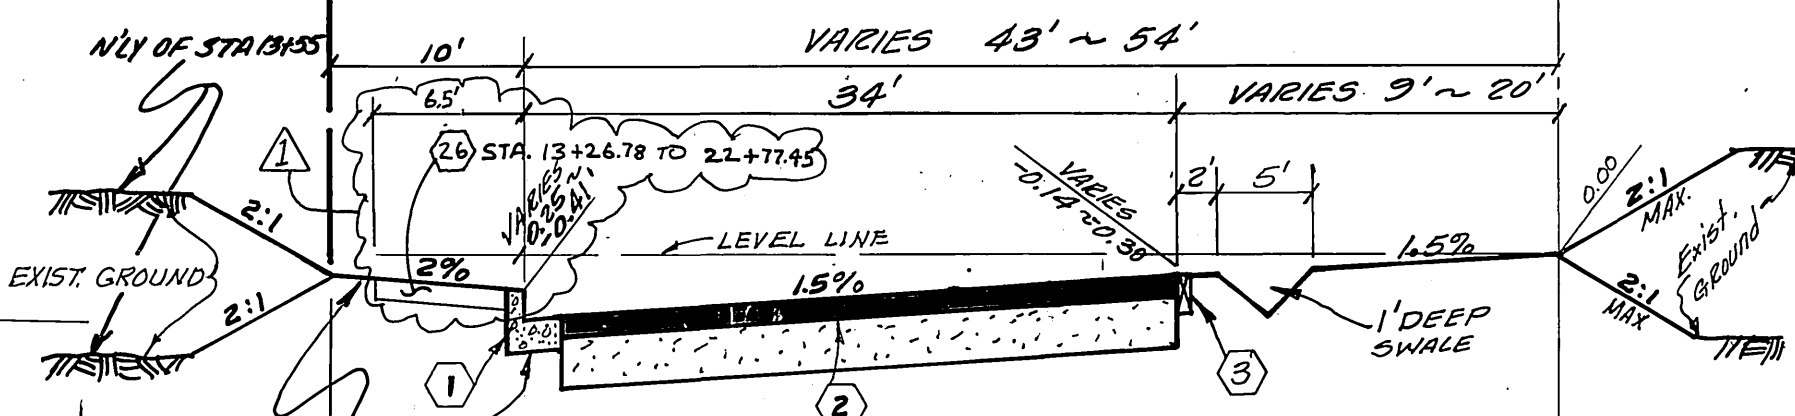 N'LY OF STA 13+55
10'
VARIES 43' ~ 54'
6.5'
34'
VARIES 9' ~ 20'
1
26 STA. 13+26.78 TO 22+77.45
VARIES ~
0.25 ~
-0.41'
VARIES
-0.14 ~ -0.30
2'
5'
0.00
2:1
2:1
MAX.
LEVEL LINE
1.5%
Exist.
GROUND
EXIST. GROUND
2%
1.5%
2:1
2:1
MAX
1' DEEP
SWALE
1
2
3